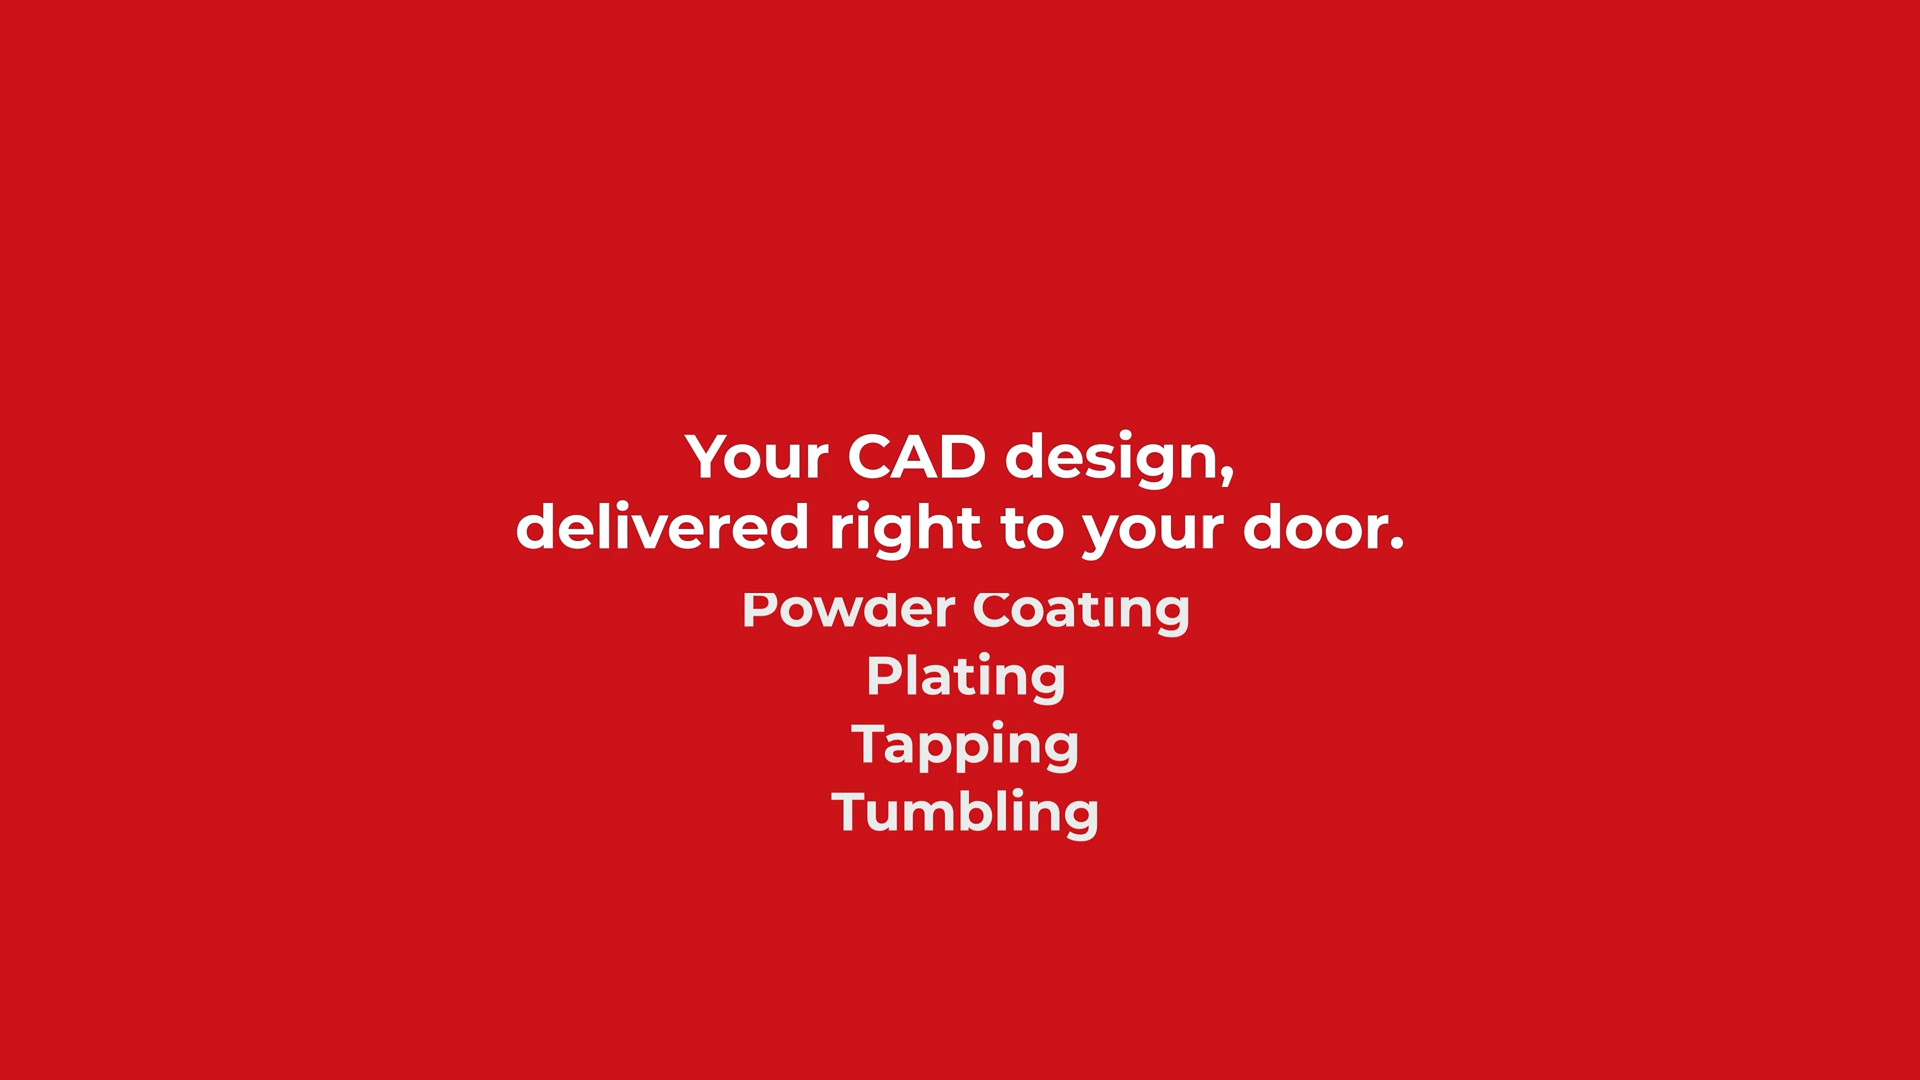 Your CAD design,
delivered right to your door.
Powder Coating
Plating
Tapping
Tumbling